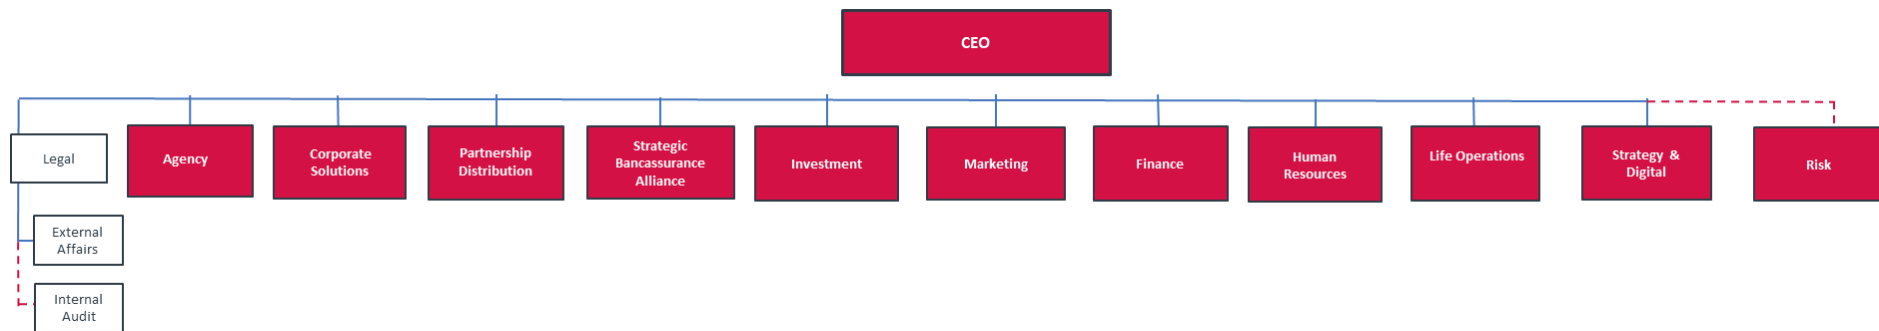 CEO
Legal
Agency
Corporate
Solutions
Partnership
Distribution
Strategic
Bancassurance
Alliance
Investment
Marketing
Finance
Human
Resources
Life Operations
Strategy &
Digital
Risk
External
Affairs
Internal
Audit